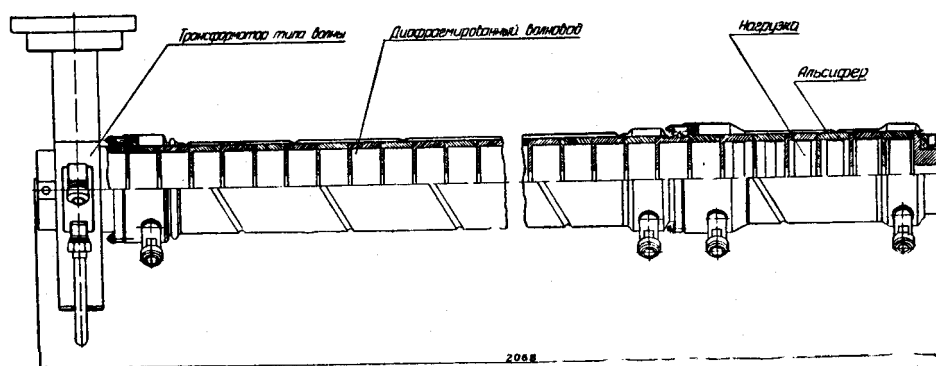 Трансформатор типа волны
Диафрагмированный волновод
Нагрузка
Альсифер
2068